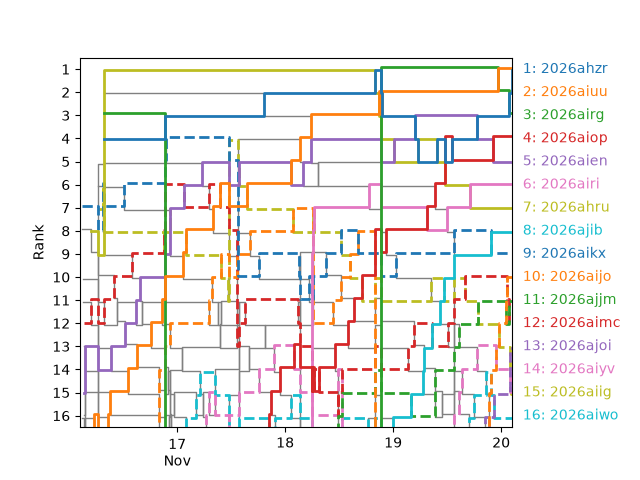 1
2
3
4
5
6
7
8
9
10
11
12
13
14
15
16
Rank
17
18
19
20
Nov
1: 2026ahzr
2: 2026aiuu
3: 2026airg
4: 2026aiop
5: 2026aien
6: 2026airi
7: 2026ahru
8: 2026ajib
9: 2026aikx
10: 2026aijo
11: 2026ajjm
12: 2026aimc
13: 2026ajoi
14: 2026aiyv
15: 2026aiig
16: 2026aiwo